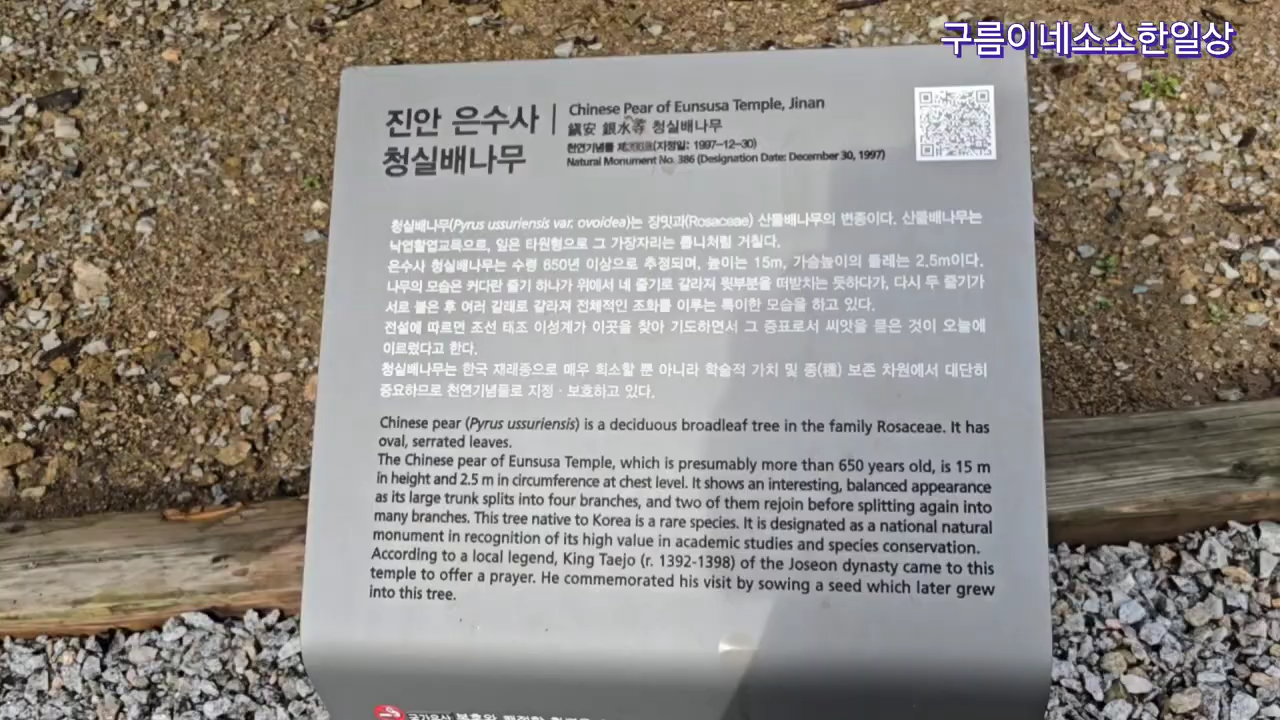 구름이네소소한일상
진안 은수사
청실배나무
Chinese Pear of Eunsusa Temple, Jinan
鎭安 銀水寺 청실배나무
천연기념물 (지정일: 1997-12-30)
Natural Monument No. 386 (Designation Date: December 30, 1997)
청실배나무(Pyrus ussuriensis var. ovoidea)는 장밋과(Rosaceae) 산돌배나무의 변종이다. 산돌배나무는
낙엽활엽교목으로, 잎은 타원형으로 그 가장자리는 톱니처럼 거칠다.
은수사 청실배나무는 수령 650년 이상으로 추정되며, 높이는 15m, 가슴높이의 둘레는 2.5m이다.
나무의 모습은 커다란 줄기 하나가 위에서 네 줄기로 갈라져 윗부분을 떠받치는 듯하다가, 다시 두 줄기가
서로 붙은 후 여러 갈래로 갈라져 전체적인 조화를 이루는 특이한 모습을 하고 있다.
전설에 따르면 조선 태조 이성계가 이곳을 찾아 기도하면서 그 증표로서 씨앗을 묻은 것이 오늘에
이르렀다고 한다.
청실배나무는 한국 재래종으로 매우 희소할 뿐 아니라 학술적 가치 및 종(種) 보존 차원에서 대단히
중요하므로 천연기념물로 지정·보호하고 있다.
Chinese pear (Pyrus ussuriensis) is a deciduous broadleaf tree in the family Rosaceae. It has
oval, serrated leaves.
The Chinese pear of Eunsusa Temple, which is presumably more than 650 years old, is 15 m
in height and 2.5 m in circumference at chest level. It shows an interesting, balanced appearance
as its large trunk splits into four branches, and two of them rejoin before splitting again into
many branches. This tree native to Korea is a rare species. It is designated as a national natural
monument in recognition of its high value in academic studies and species conservation.
According to a local legend, King Taejo (r. 1392-1398) of the Joseon dynasty came to this
temple to offer a prayer. He commemorated his visit by sowing a seed which later grew
into this tree.